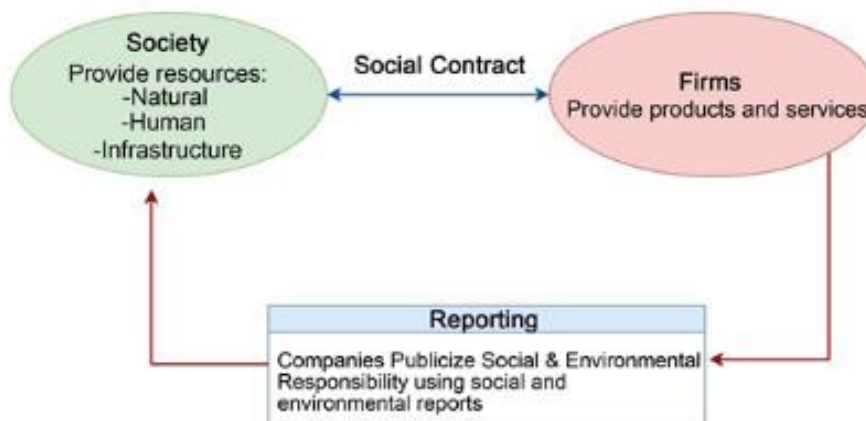 Society
Provide resources:
-Natural
-Human
-Infrastructure
Social Contract
Firms
Provide products and services
Reporting
Companies Publicize Social & Environmental
Responsibility using social and
environmental reports